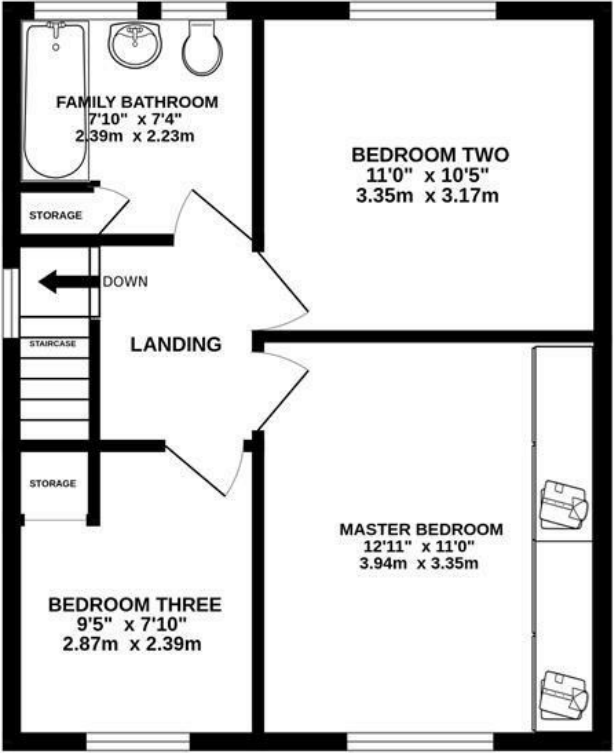 FAMILY BATHROOM
7'10" x 7'4"
2.39m x 2.23m
BEDROOM TWO
11'0" x 10'5"
3.35m x 3.17m
STORAGE
DOWN
STAIRCASE
LANDING
STORAGE
MASTER BEDROOM
12'11" x 11'0"
3.94m x 3.35m
BEDROOM THREE
9'5" x 7'10"
2.87m x 2.39m